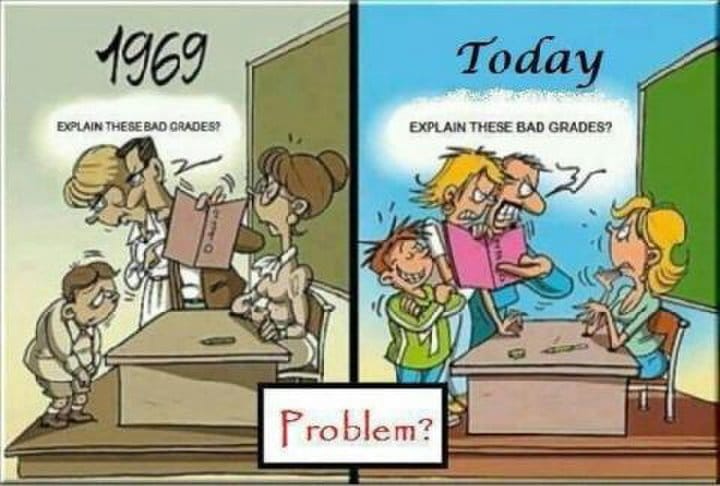 1969
EXPLAIN THESE BAD GRADES?
Today
EXPLAIN THESE BAD GRADES?
Problem?